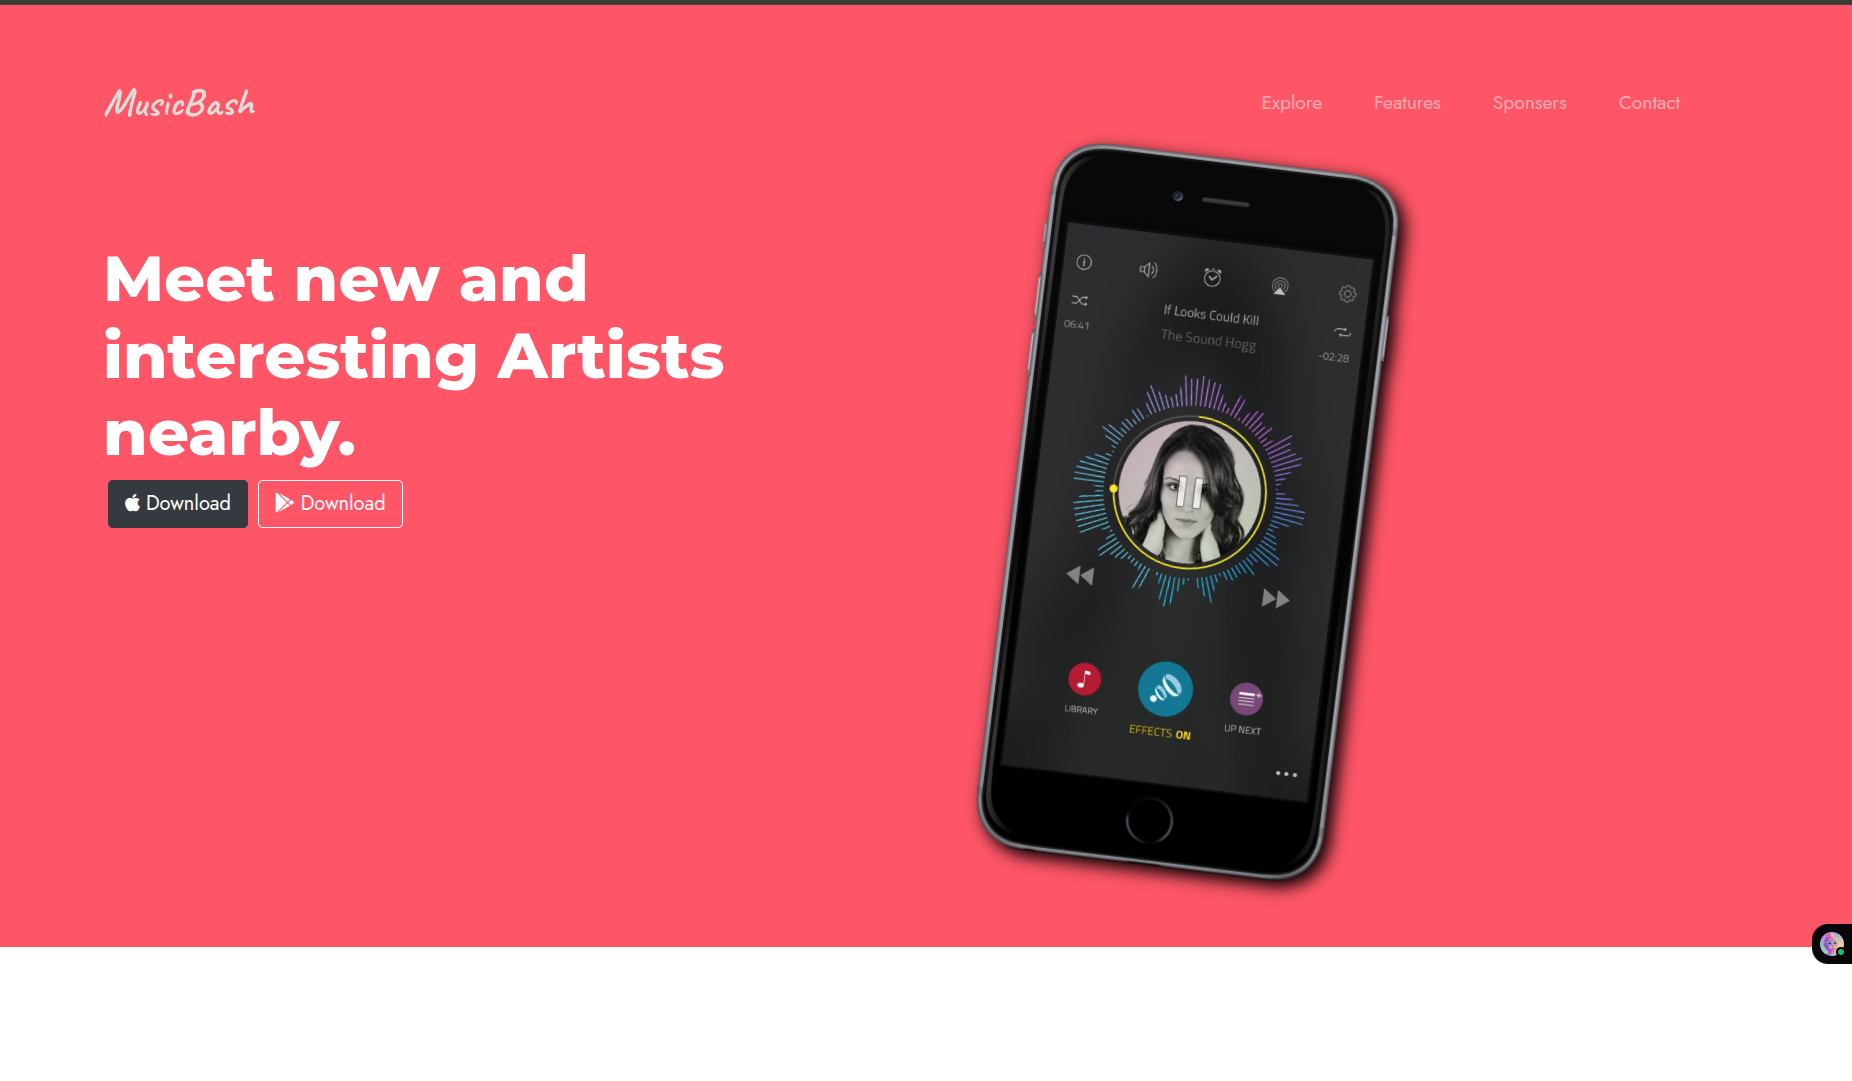 MusicBash
Explore Features Sponsers Contact
Meet new and
interesting Artists
nearby.
Download Download
If Looks Could Kill
The Sound Hogg
06:41
-02:28
LIBRARY
EFFECTS ON
UP NEXT